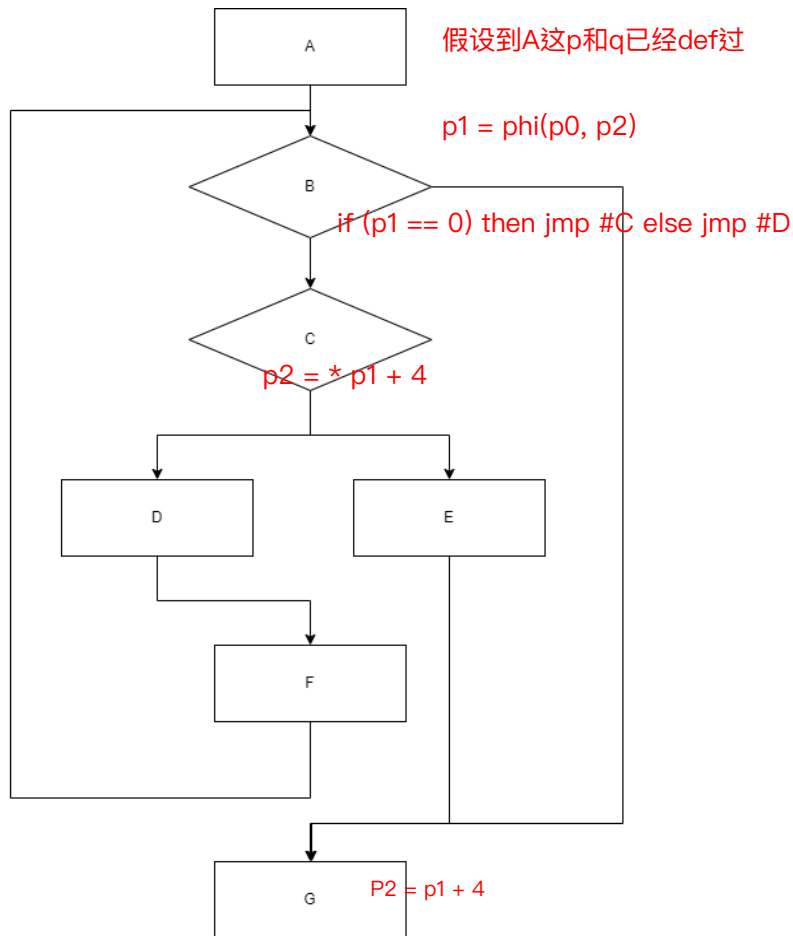 A
假设到A这p和q已经def过
p1 = phi(p0, p2)
B
if (p1 == 0) then jmp #C else jmp #D
C
p2 = * p1 + 4
D
E
F
G
P2 = p1 + 4